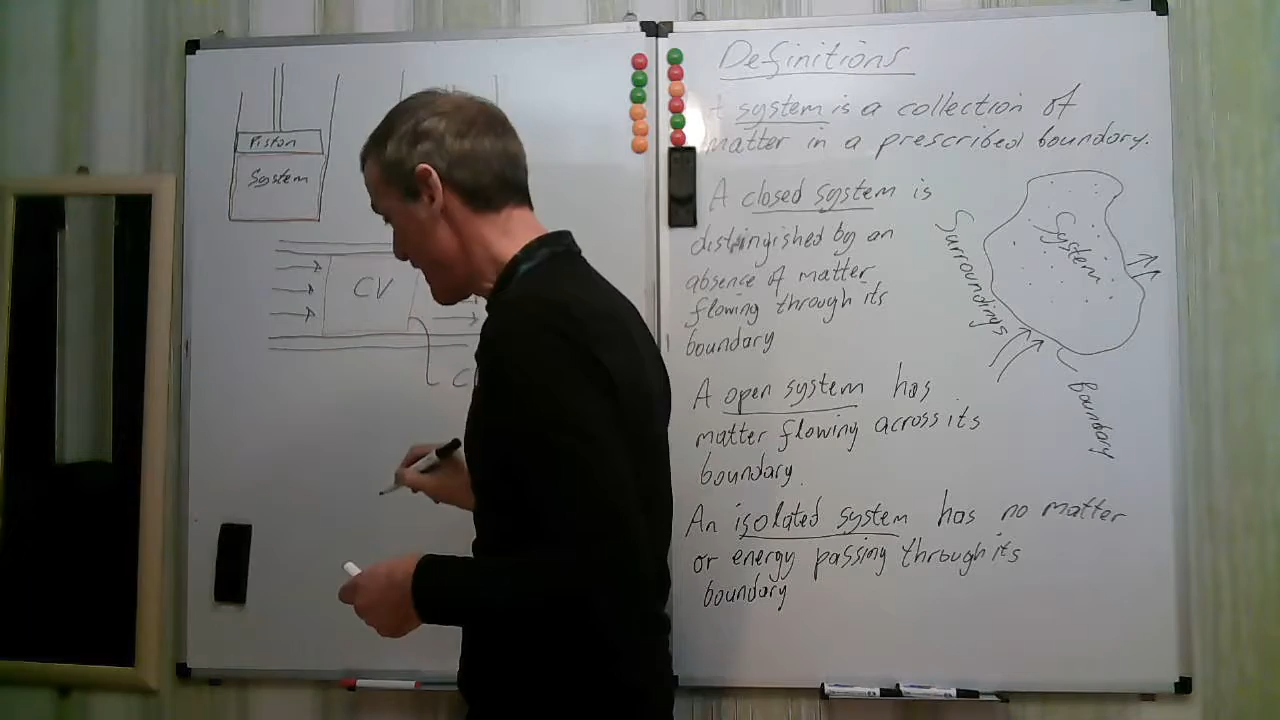 Piston
System
CV
C
Definitions
system is a collection of
matter in a prescribed boundary.
A closed system is
distinguished by an
absence of matter
flowing through its
boundary
A open system has
matter flowing across its
boundary.
An isolated system has no matter
or energy passing through its
boundary
Surroundings
System
Boundary